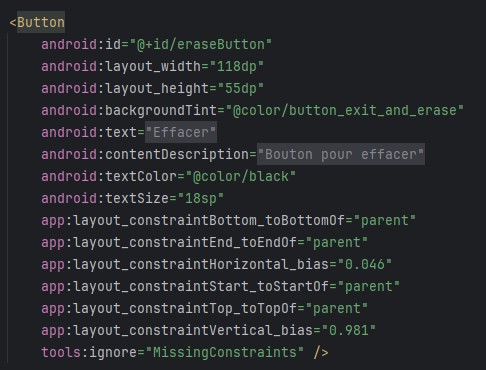 <Button
android:id="@+id/eraseButton"
android:layout_width="118dp"
android:layout_height="55dp"
android:backgroundTint="@color/button_exit_and_erase"
android:text="Effacer"
android:contentDescription="Bouton pour effacer"
android:textColor="@color/black"
android:textSize="18sp"
app:layout_constraintBottom_toBottomOf="parent"
app:layout_constraintEnd_toEndOf="parent"
app:layout_constraintHorizontal_bias="0.046"
app:layout_constraintStart_toStartOf="parent"
app:layout_constraintTop_toTopOf="parent"
app:layout_constraintVertical_bias="0.981"
tools:ignore="MissingConstraints" />